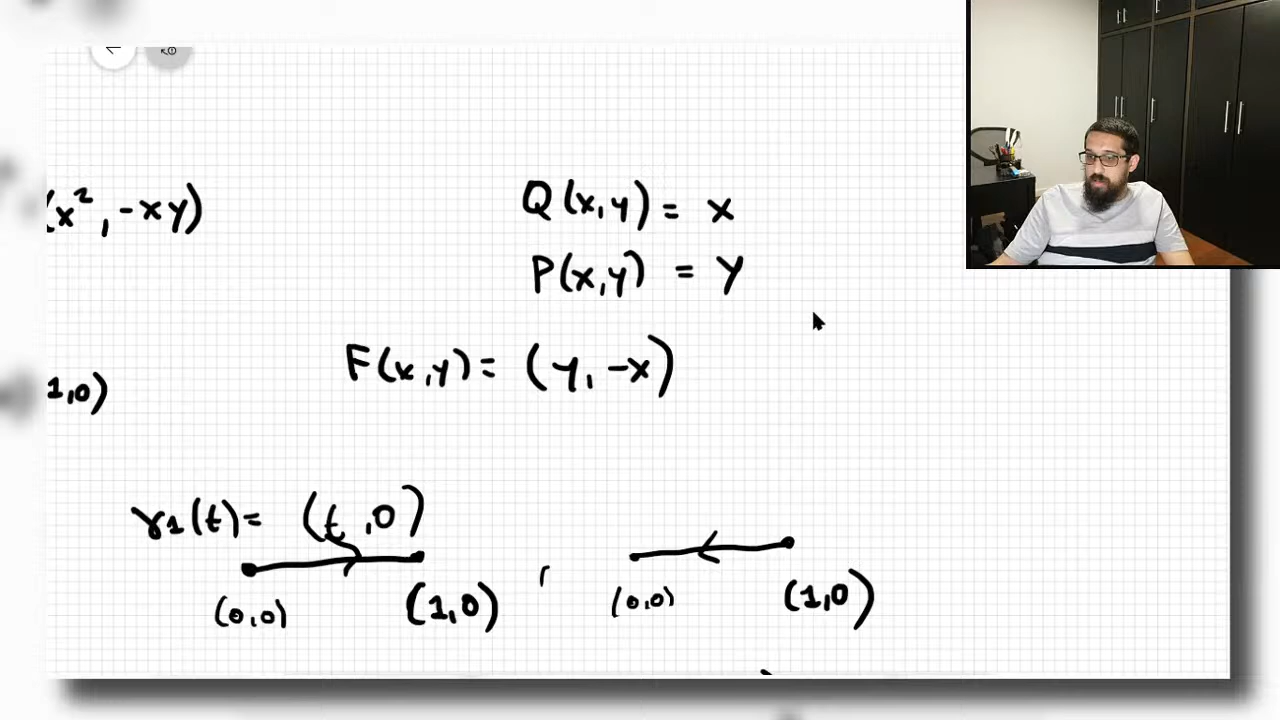 (x², -xy)
Q(x,y) = x
P(x,y) = y
F(x,y) = (y, -x)
1,0)
γ1(t) = (t,0)
(0,0) (1,0) (0,0) (1,0)